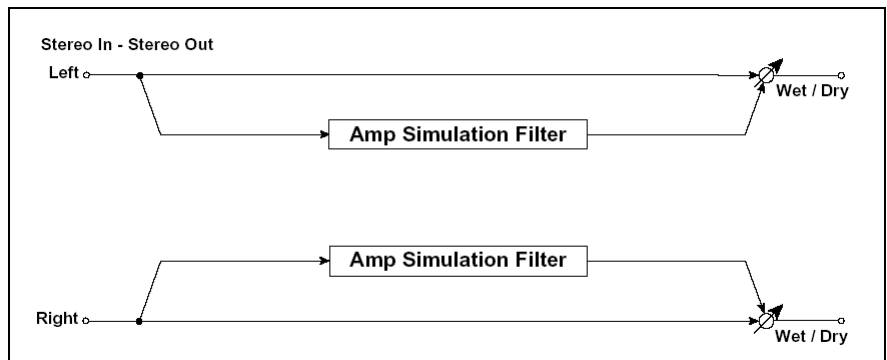 Stereo In - Stereo Out
Left
Wet / Dry
Amp Simulation Filter
Amp Simulation Filter
Right
Wet / Dry